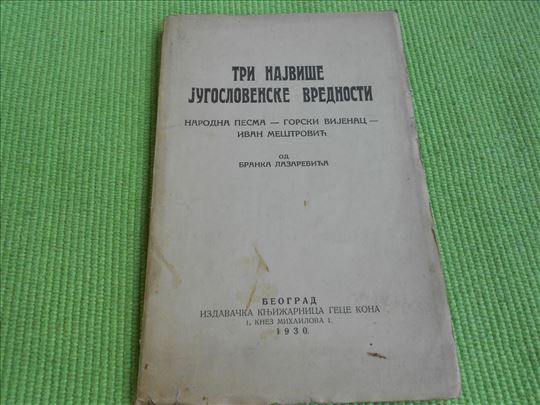 ТРИ НАЈВИШЕ
ЈУГОСЛОВЕНСКЕ ВРЕДНОСТИ
НАРОДНА ПЕСМА — ГОРСКИ ВИЈЕНАЦ —
ИВАН МЕШТРОВИЋ
ОД
БРАНКА ЛАЗАРЕВИЋА
БЕОГРАД
ИЗДАВАЧКА КЊИЖАРНИЦА ГЕЦЕ КОНА
1, КНЕЗ МИХАИЛОВА 1.
1930.